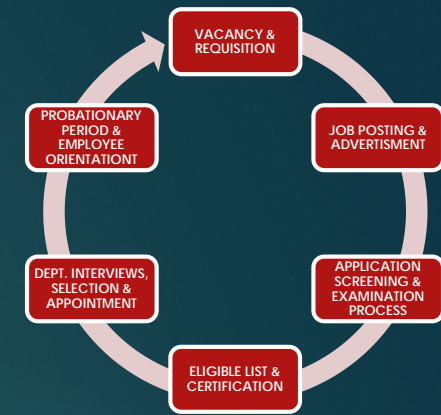 VACANCY &
REQUISITION
JOB POSTING &
ADVERTISMENT
APPLICATION
SCREENING &
EXAMINATION
PROCESS
ELIGIBLE LIST &
CERTIFICATION
DEPT. INTERVIEWS,
SELECTION &
APPOINTMENT
PROBATIONARY
PERIOD &
EMPLOYEE
ORIENTATIONT